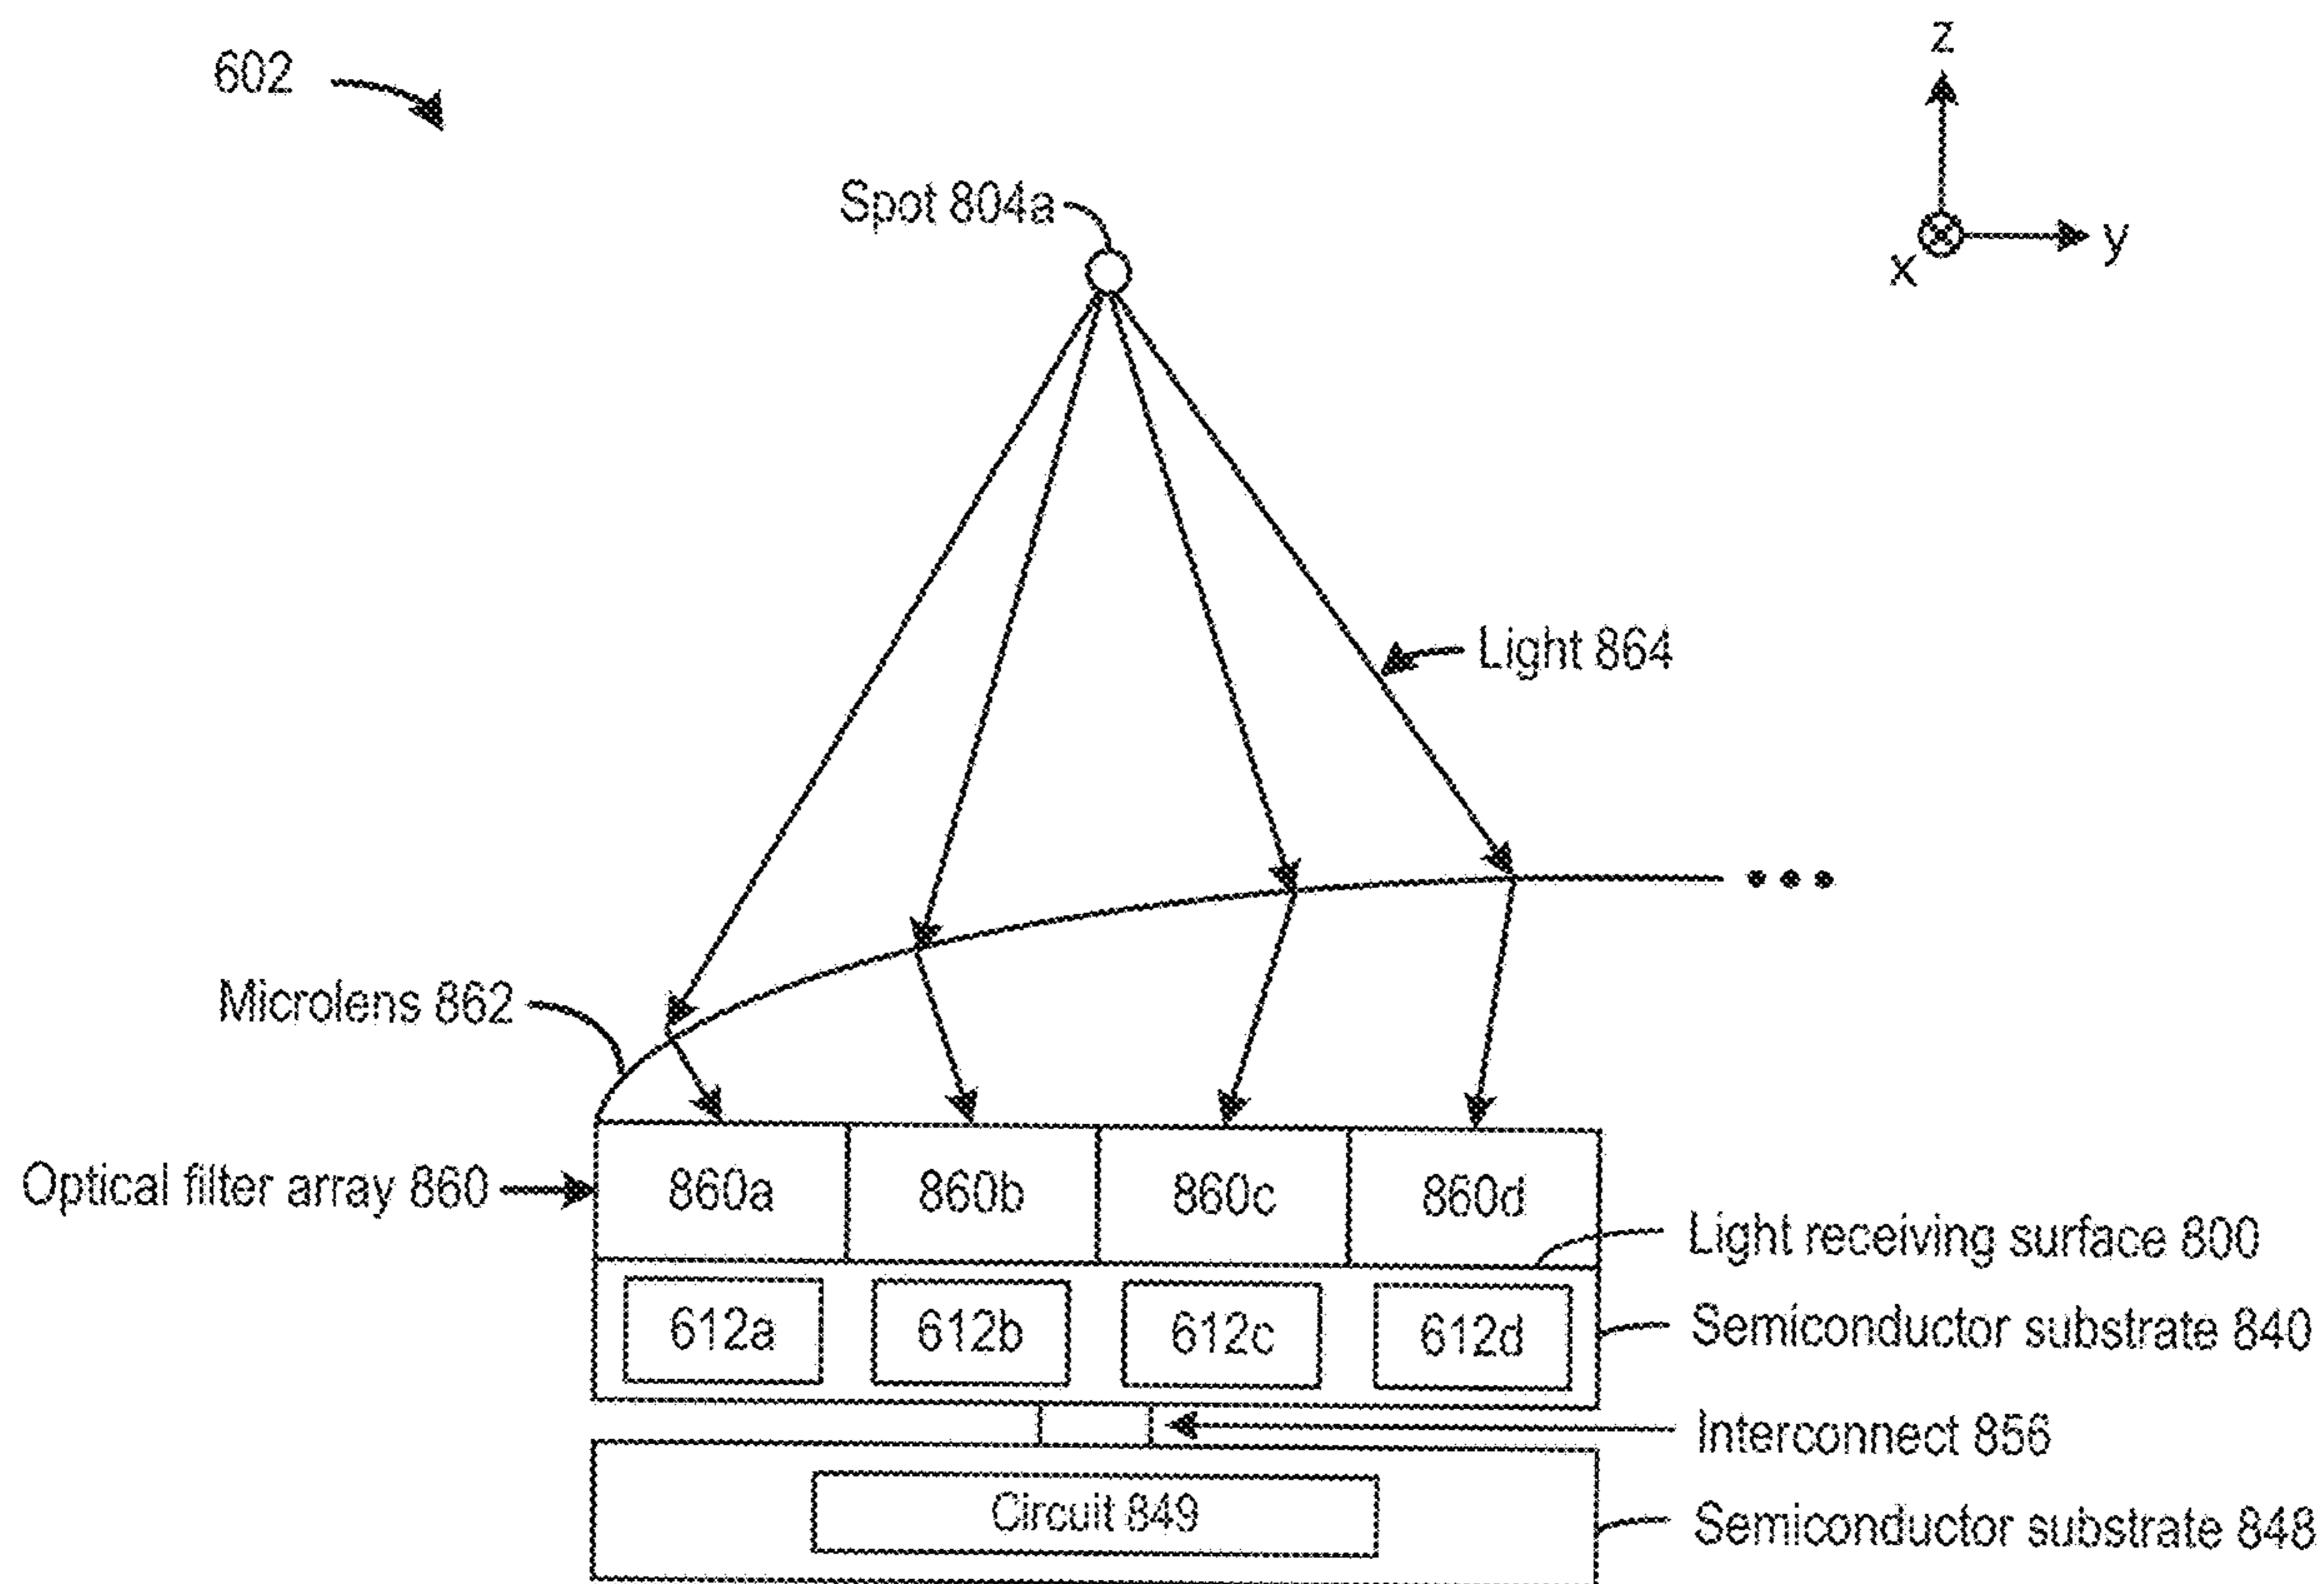 602
z
Spot 804a
x
y
Light 864
Microlens 862
Optical filter array 860
860a
860b
860c
860d
Light receiving surface 800
612a
612b
612c
612d
Semiconductor substrate 840
Interconnect 856
Circuit 849
Semiconductor substrate 848